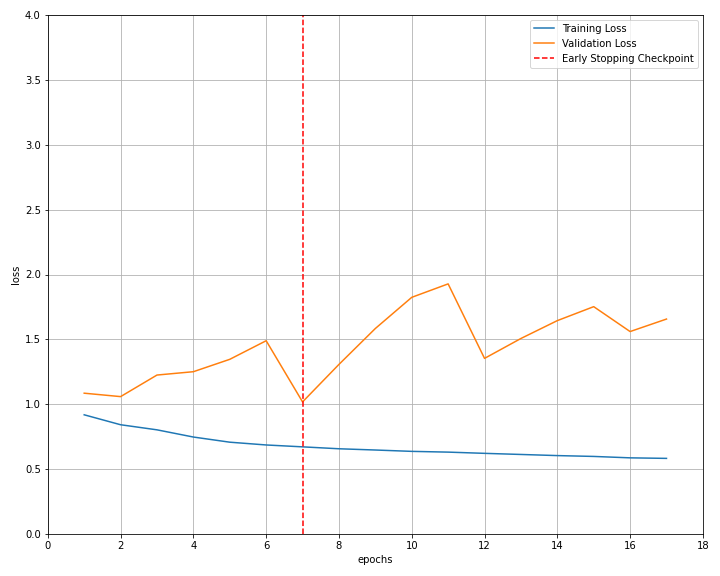 4.0
3.5
3.0
2.5
2.0
1.5
1.0
0.5
0.0
loss
Training Loss
Validation Loss
Early Stopping Checkpoint
0 2 4 6 8 10 12 14 16 18
epochs